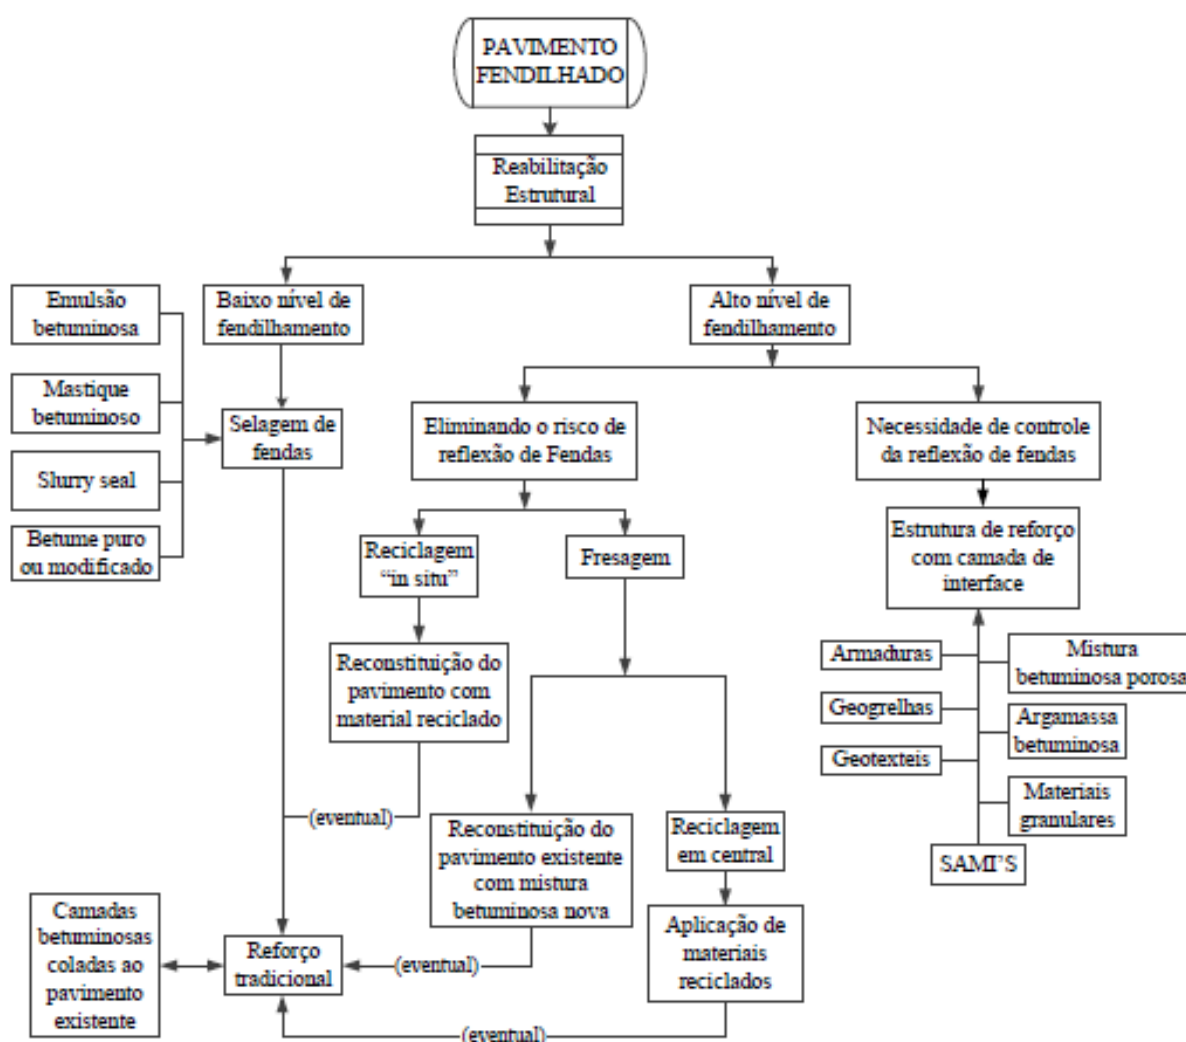 PAVIMENTO
FENDILHADO
Reabilitação
Estrutural
Baixo nível de
fendilhamento
Alto nível de
fendilhamento
Emulsão
betuminosa
Mastique
betuminoso
Slurry seal
Betume puro
ou modificado
Selagem de
fendas
Eliminando o risco de
reflexão de Fendas
Necessidade de controle
da reflexão de fendas
Reciclagem
“in situ”
Fresagem
Estrutura de reforço
com camada de
interface
Reconstituição do
pavimento com
material reciclado
Armaduras
Geogrelhas
Geotexteis
Mistura
betuminosa porosa
Argamassa
betuminosa
Materiais
granulares
SAMI'S
(eventual)
Reconstituição do
pavimento existente
com mistura
betuminosa nova
Reciclagem
em central
Aplicação de
materiais
reciclados
Camadas
betuminosas
coladas ao
pavimento
existente
Reforço
tradicional
(eventual)
(eventual)